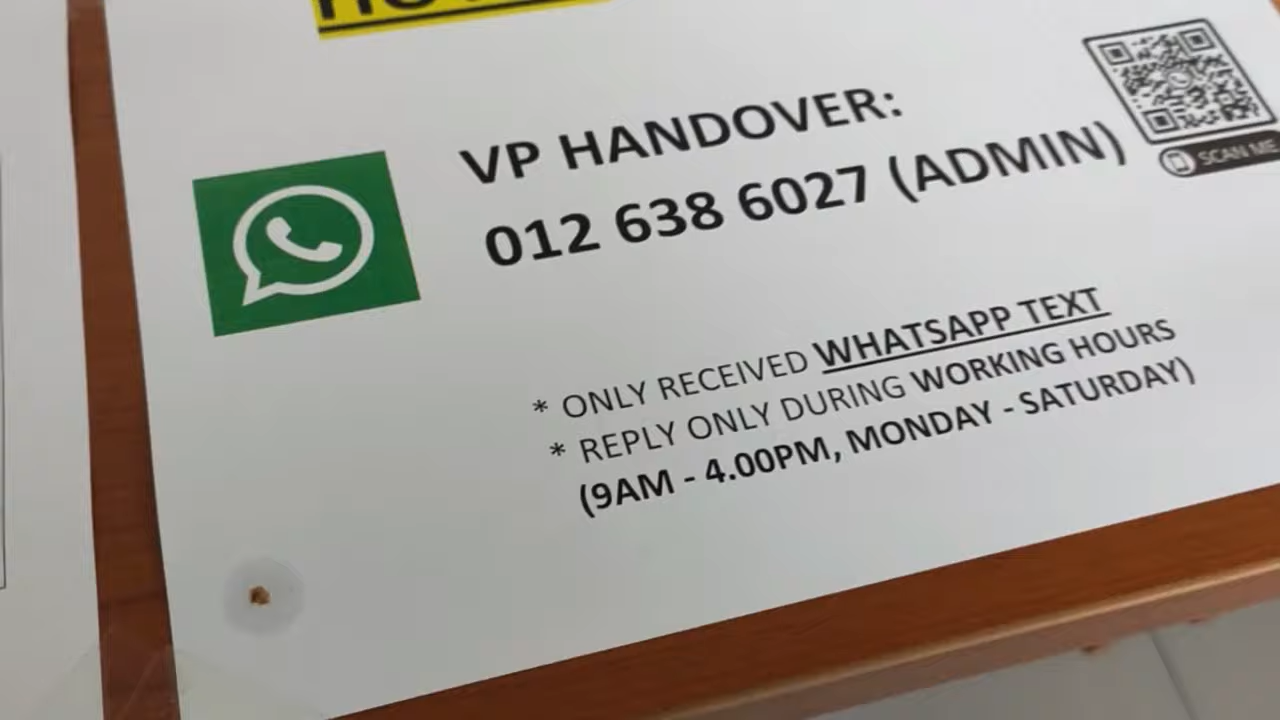 VP HANDOVER:
012 638 6027 (ADMIN)
SCAN ME
* ONLY RECEIVED WHATSAPP TEXT
* REPLY ONLY DURING WORKING HOURS
(9AM - 4.00PM, MONDAY - SATURDAY)